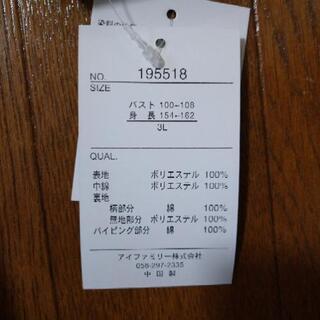 NO. 195518
SIZE
バスト 100~108
身 長 154~162
3L
QUAL.
表地 ポリエステル 100%
中綿 ポリエステル 100%
裏地
柄部分 綿 100%
無地部分 ポリエステル 100%
パイピング部分 綿 100%
アイファミリー株式会社
058-297-2335
中 国 製